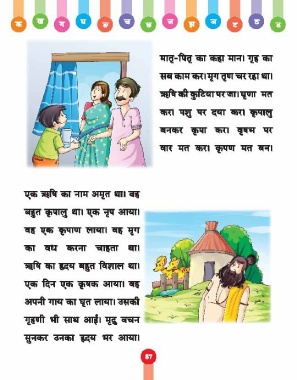 क ख ग घ ङ च छ ज झ ट ठ ड
मातृ-पितृ का कहा मान। गृह का
सब काम कर। मृग तृण चर रहा था।
ऋषि की कुटिया पर जा। घृणा मत
कर। पशु पर दया कर। कृपालु
बनकर कृपा कर। वृषभ पर
वार मत कर। कृपण मत बन।
एक ऋषि का नाम अमृत था। वह
बहुत कृपालु था। एक नृप आया।
वह एक कृपाण लाया। वह मृग
का वध करना चाहता था।
ऋषि का हृदय बहुत विशाल था।
एक दिन एक कृषक आया। वह
अपनी गाय का घृत लाया। उसकी
गृहणी भी साथ आई। मृदु वचन
सुनकर उनका हृदय भर आया।
57